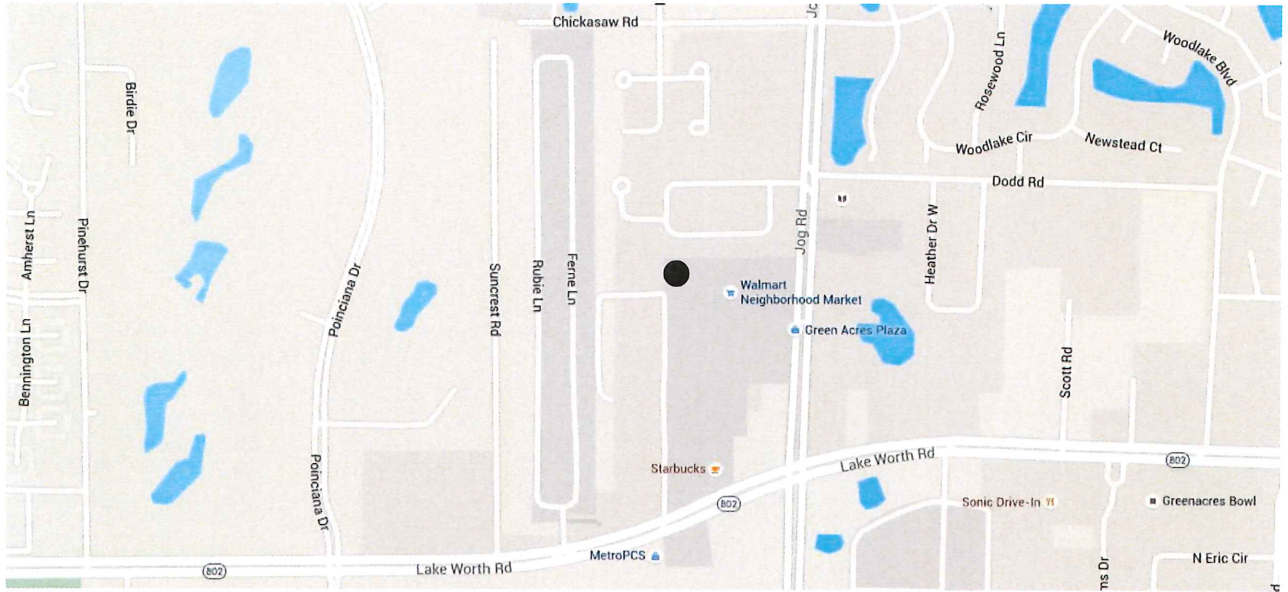 Chickasaw Rd
Jo
Woodlake Blvd
Rosewood Ln
Birdie Dr
Woodlake Cir
Newstead Ct
Dodd Rd
Amherst Ln
Pinehurst Dr
Jog Rd
Heather Dr W
Poinciana Dr
Suncrest Rd
Rubie Ln
Ferne Ln
Walmart
Neighborhood Market
Green Acres Plaza
Bennington Ln
Scott Rd
Lake Worth Rd
802
Starbucks
Poinciana Dr
802
Sonic Drive-In
Greenacres Bowl
MetroPCS
N Eric Cir
802
Lake Worth Rd
ms Dr